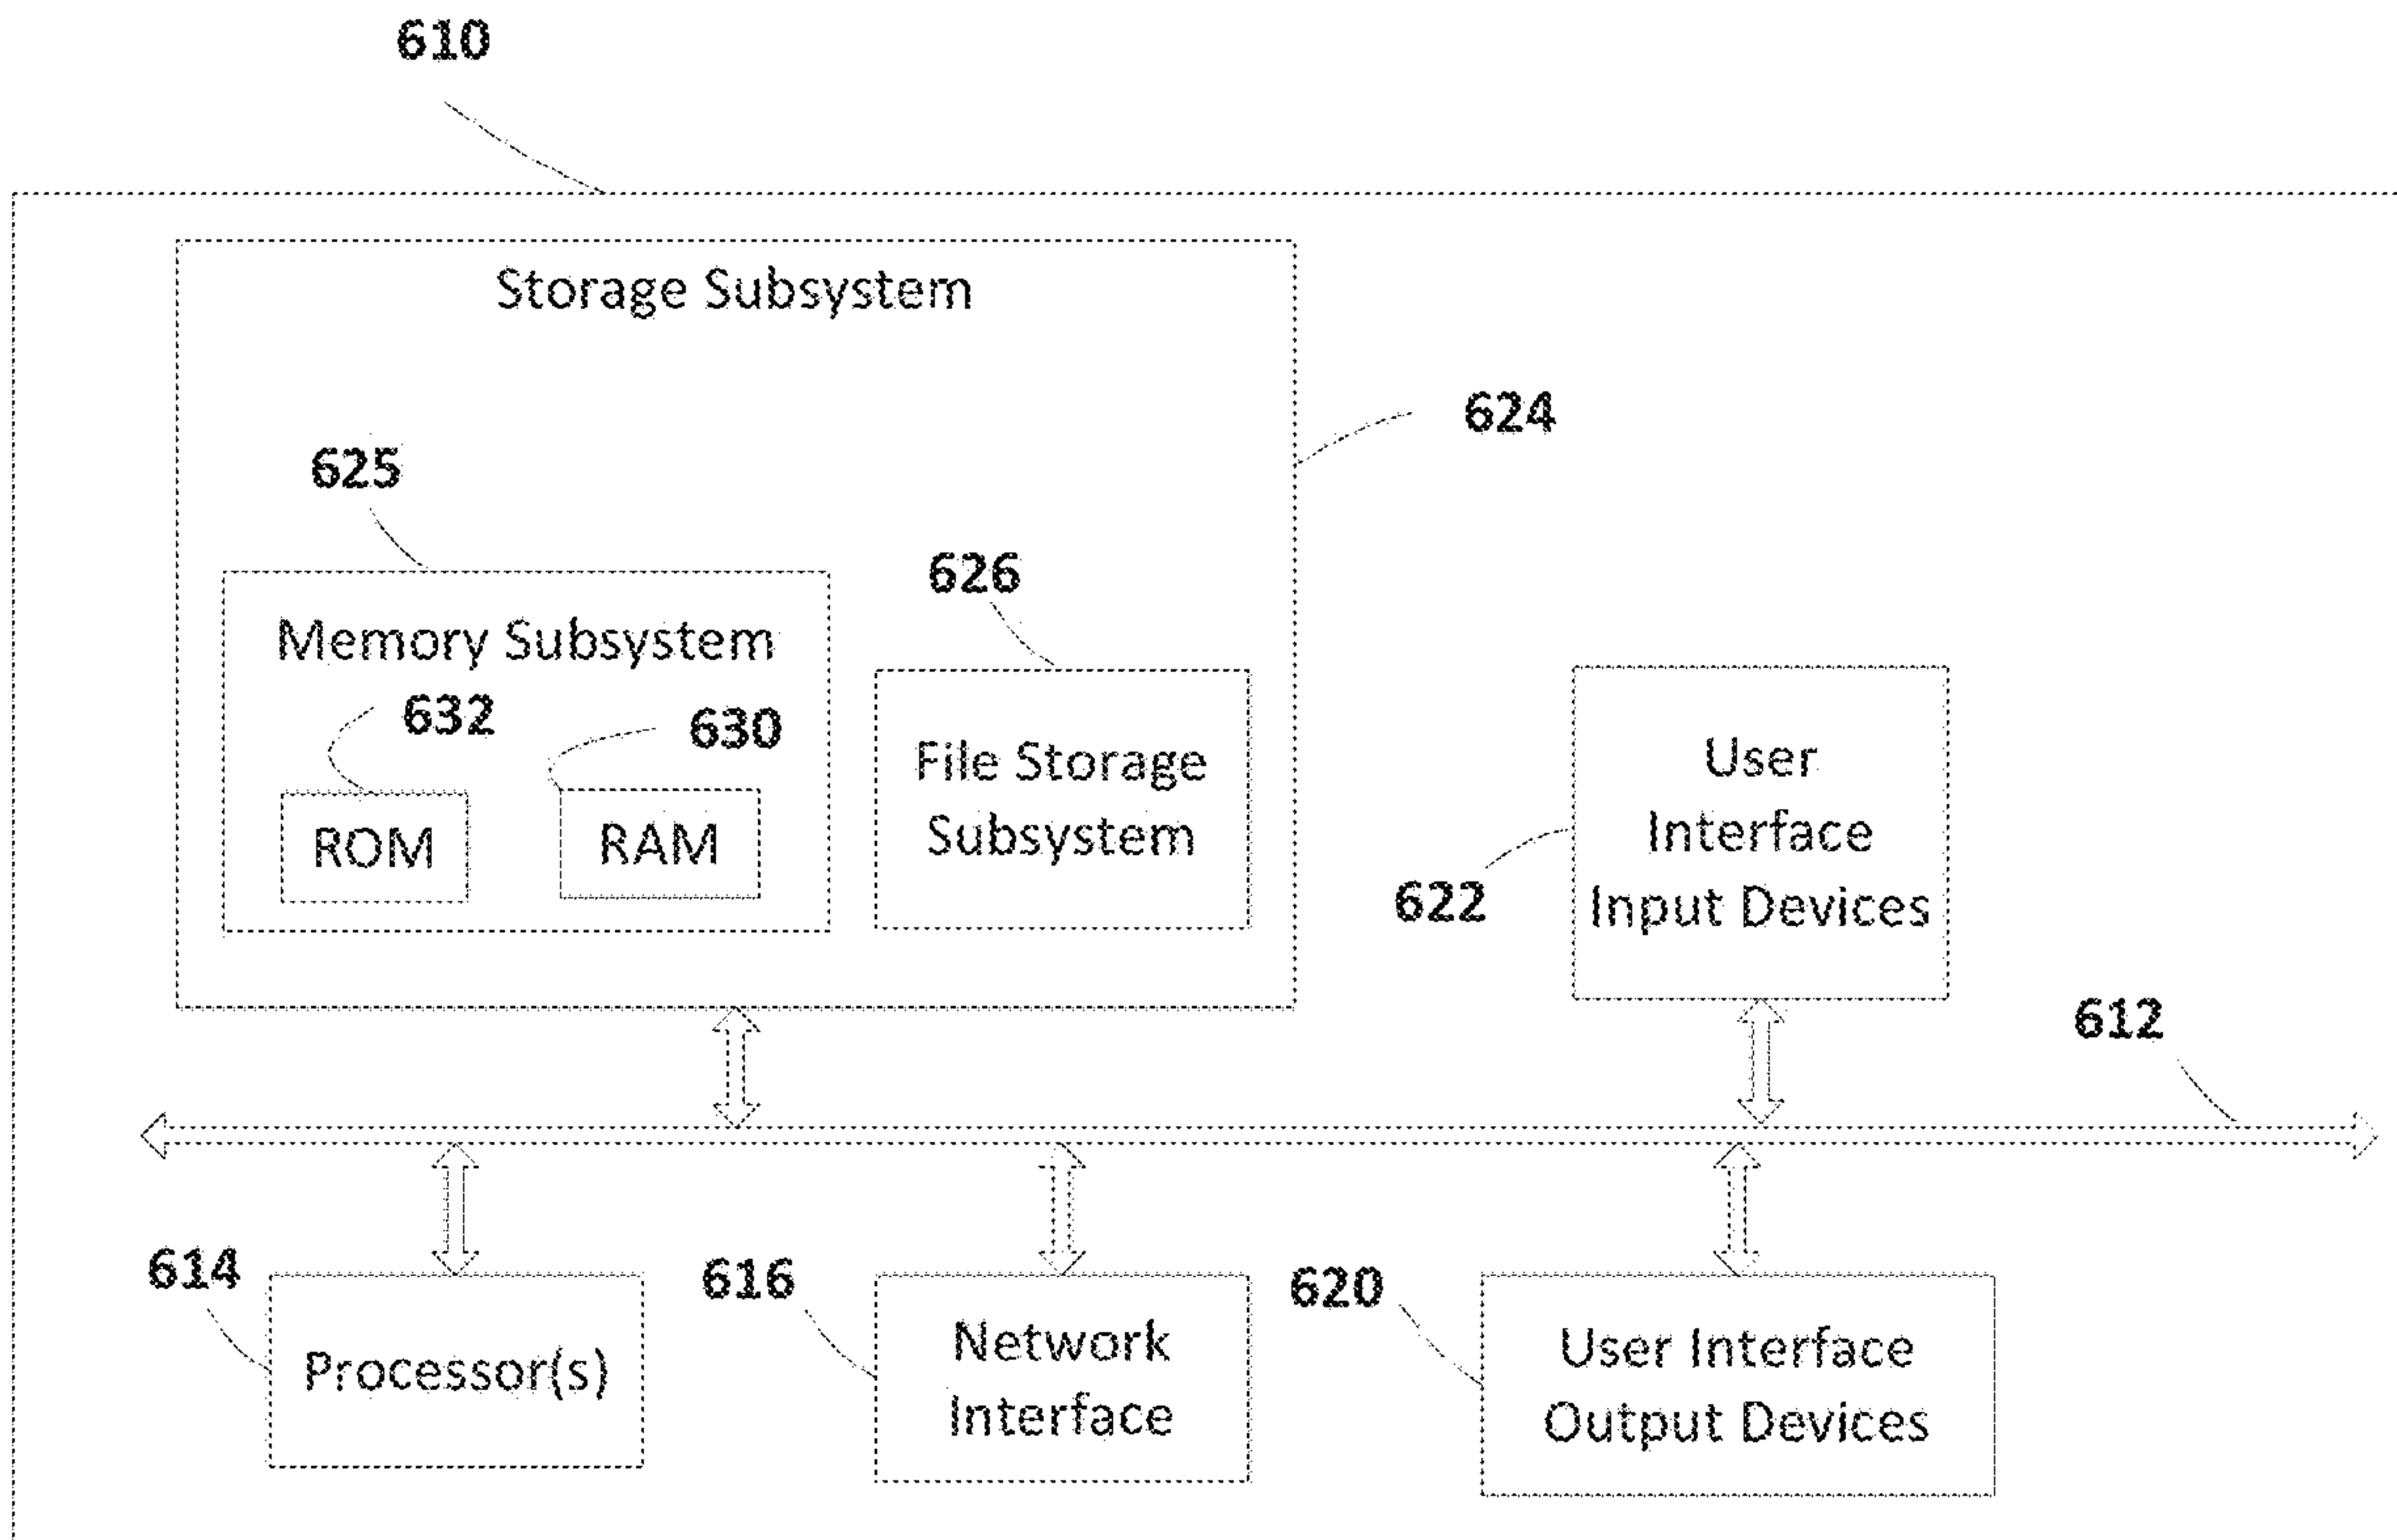 610
Storage Subsystem
624
625
626
Memory Subsystem
632
630
ROM
RAM
File Storage
Subsystem
User
Interface
Input Devices
622
612
614
Processor(s)
616
Network
Interface
620
User Interface
Output Devices